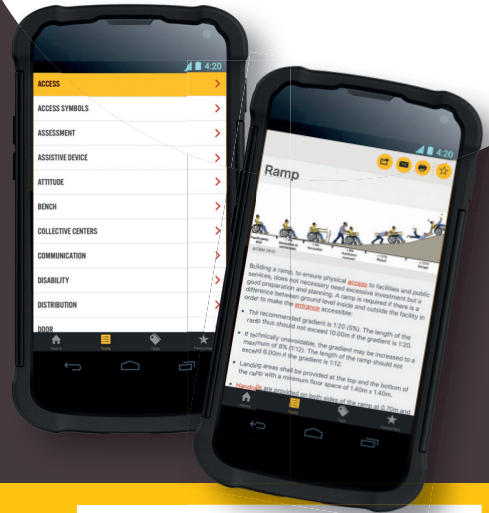 4:20
ACCESS
ACCESS SYMBOLS
ASSESSMENT
ASSISTIVE DEVICE
ATTITUDE
BENCH
COLLECTIVE CENTERS
COMMUNICATION
DISABILITY
DISTRIBUTION
DOOR
Home
Tools
Tags
Favourites
4:20
Ramp
Building a ramp, to ensure physical access to facilities and public
services, does not necessary need excessive investment but a
good preparation and planning. A ramp is required if there is a
difference between ground level inside and outside the facility in
order to make the entrance accessible:
• The recommended gradient is 1:20 (5%). The length of the
ramp thus should not exceed 10.00m if the gradient is 1:20.
• If technically unavoidable, the gradient may be increased to a
maximum of 8% (1:12). The length of the ramp should not
exceed 6.00m if the gradient is 1:12.
• Landing areas shall be provided at the top and the bottom of
the ramp with a minimum floor space of 1.40m x 1.40m.
• Handrails are provided on both sides of the ramp at 0.70m and
Home
Tools
Tags